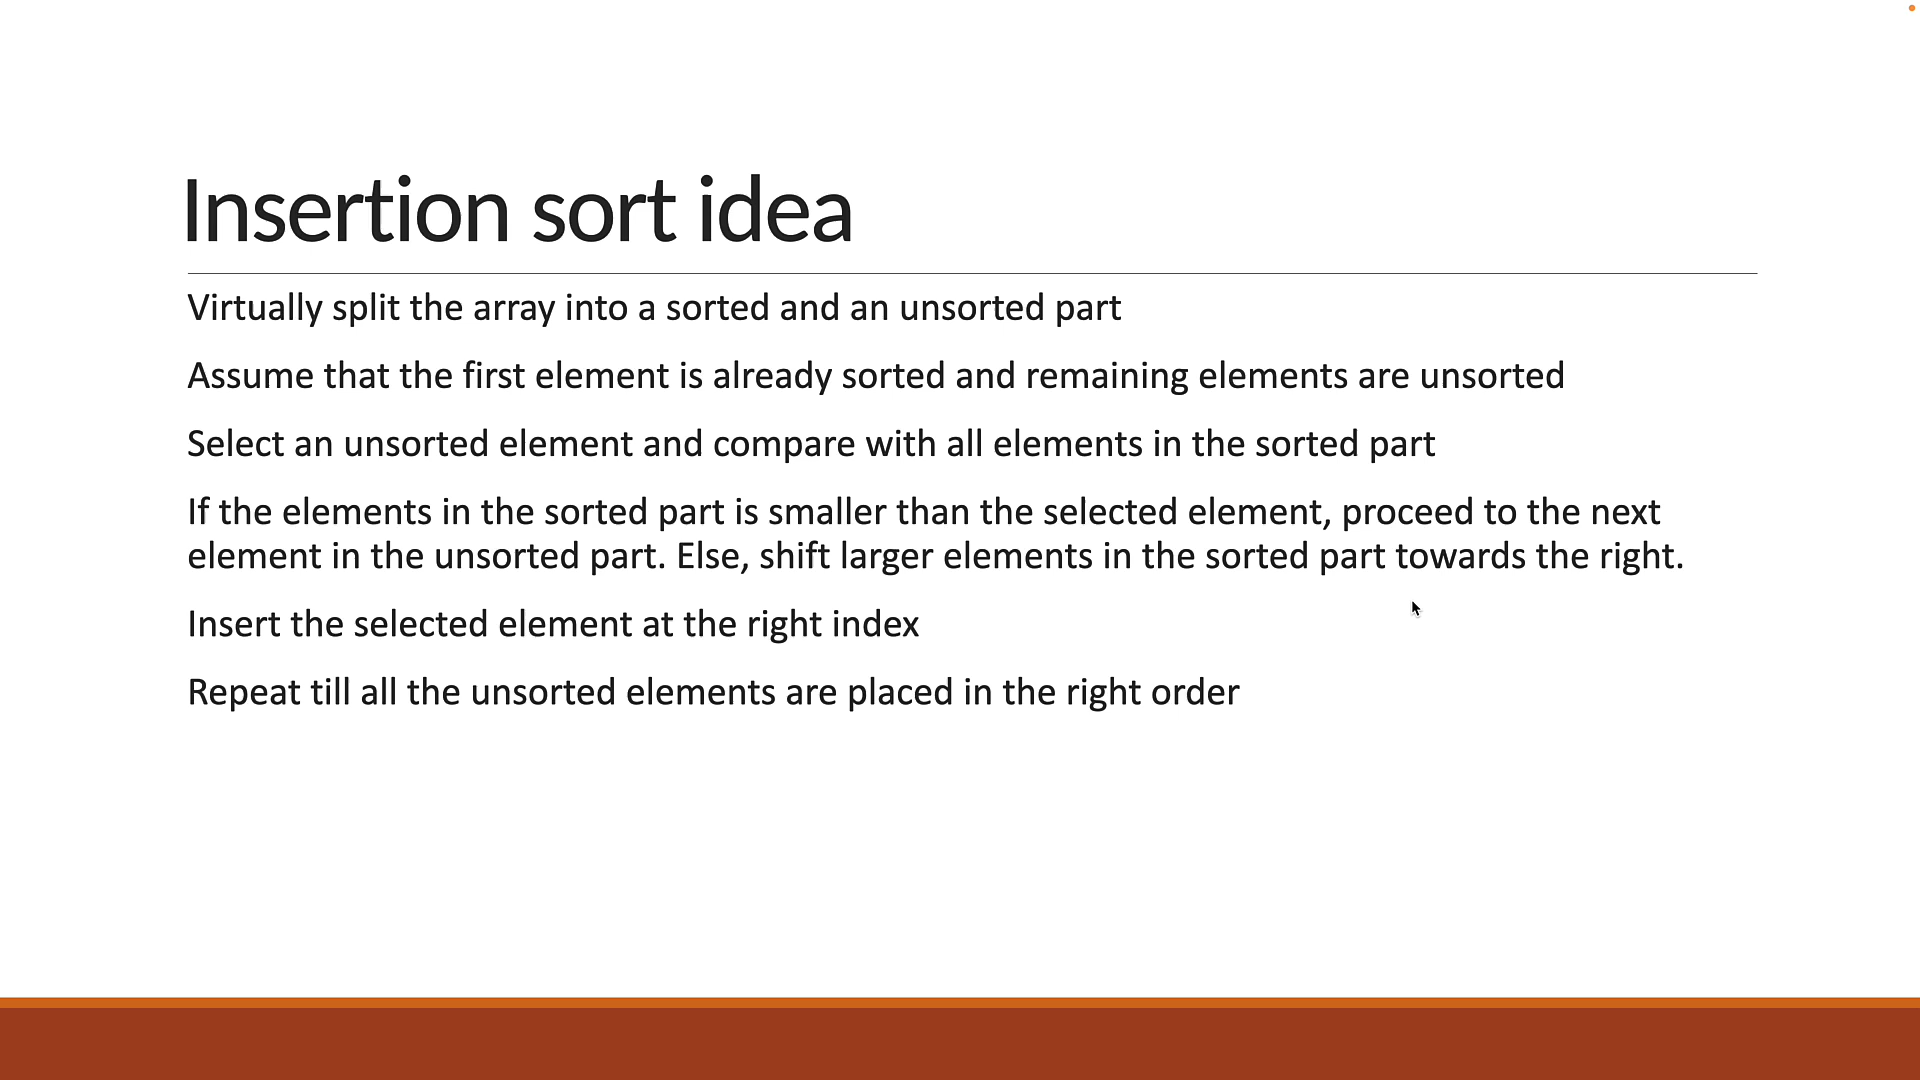 Insertion sort idea
Virtually split the array into a sorted and an unsorted part
Assume that the first element is already sorted and remaining elements are unsorted
Select an unsorted element and compare with all elements in the sorted part
If the elements in the sorted part is smaller than the selected element, proceed to the next
element in the unsorted part. Else, shift larger elements in the sorted part towards the right.
Insert the selected element at the right index
Repeat till all the unsorted elements are placed in the right order